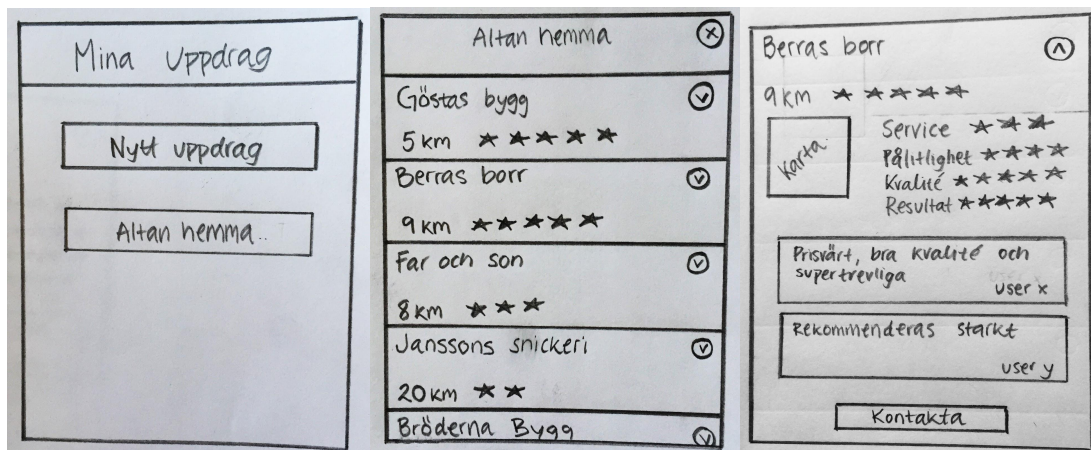 Mina uppdrag
Nytt uppdrag
Altan hemma..
Altan hemma
Göstas bygg
5 km
Berras borr
9 km
Far och son
8 km
Janssons snickeri
20 km
Bröderna Bygg
Berras borr
9 km
Karta
Service
Pålitlighet
Kvalité
Resultat
Prisvärt, bra kvalité och
supertrevliga
user x
Rekommenderas starkt
user y
Kontakta